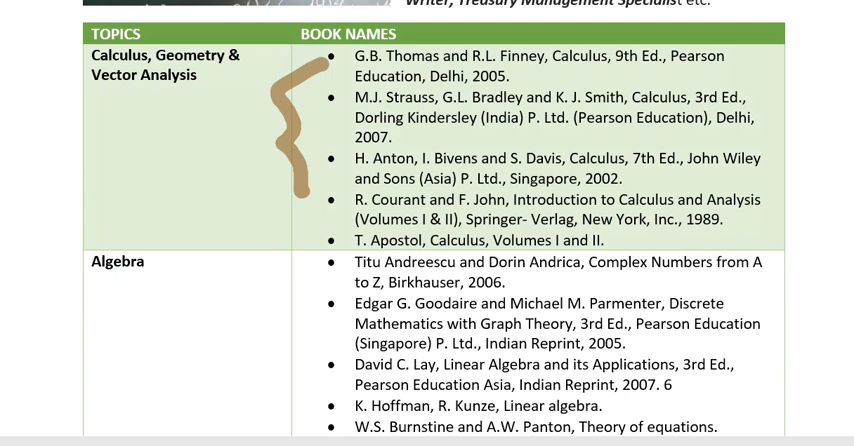 Writer, Treasury Management Specialist etc.
TOPICS
BOOK NAMES
Calculus, Geometry &
Vector Analysis
• G.B. Thomas and R.L. Finney, Calculus, 9th Ed., Pearson
Education, Delhi, 2005.
• M.J. Strauss, G.L. Bradley and K. J. Smith, Calculus, 3rd Ed.,
Dorling Kindersley (India) P. Ltd. (Pearson Education), Delhi,
2007.
• H. Anton, I. Bivens and S. Davis, Calculus, 7th Ed., John Wiley
and Sons (Asia) P. Ltd., Singapore, 2002.
• R. Courant and F. John, Introduction to Calculus and Analysis
(Volumes I & II), Springer- Verlag, New York, Inc., 1989.
• T. Apostol, Calculus, Volumes I and II.
Algebra
• Titu Andreescu and Dorin Andrica, Complex Numbers from A
to Z, Birkhauser, 2006.
• Edgar G. Goodaire and Michael M. Parmenter, Discrete
Mathematics with Graph Theory, 3rd Ed., Pearson Education
(Singapore) P. Ltd., Indian Reprint, 2005.
• David C. Lay, Linear Algebra and its Applications, 3rd Ed.,
Pearson Education Asia, Indian Reprint, 2007. 6
• K. Hoffman, R. Kunze, Linear algebra.
• W.S. Burnstine and A.W. Panton, Theory of equations.